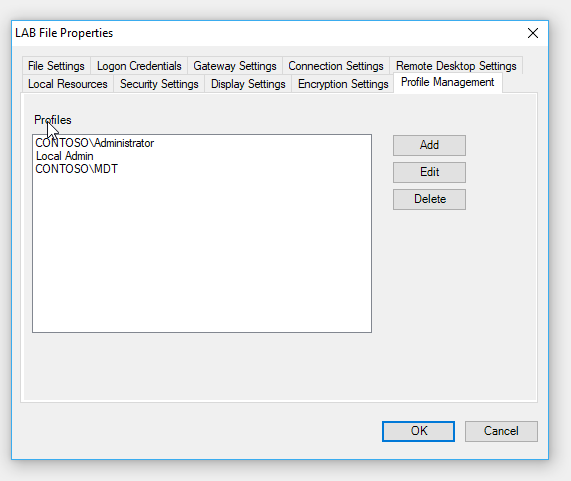 LAB File Properties
File Settings Logon Credentials Gateway Settings Connection Settings Remote Desktop Settings
Local Resources Security Settings Display Settings Encryption Settings Profile Management
Profiles
CONTOSO\Administrator
Local Admin
CONTOSO\MDT
Add
Edit
Delete
OK Cancel